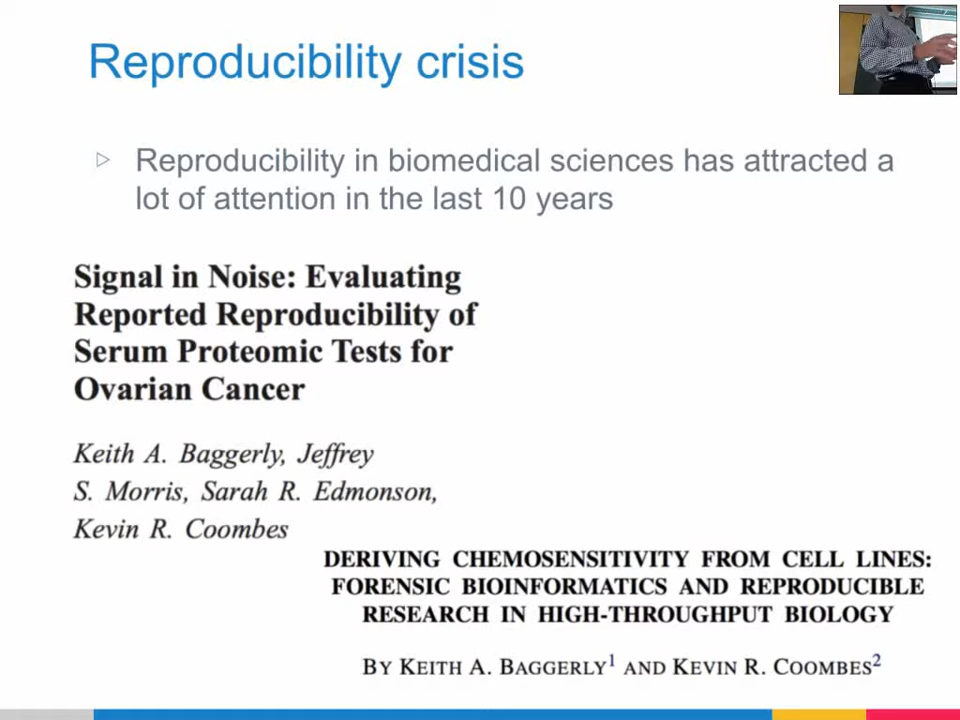 Reproducibility crisis
Reproducibility in biomedical sciences has attracted a
lot of attention in the last 10 years
Signal in Noise: Evaluating
Reported Reproducibility of
Serum Proteomic Tests for
Ovarian Cancer
Keith A. Baggerly, Jeffrey
S. Morris, Sarah R. Edmonson,
Kevin R. Coombes
DERIVING CHEMOSENSITIVITY FROM CELL LINES:
FORENSIC BIOINFORMATICS AND REPRODUCIBLE
RESEARCH IN HIGH-THROUGHPUT BIOLOGY
BY KEITH A. BAGGERLY¹ AND KEVIN R. COOMBES²